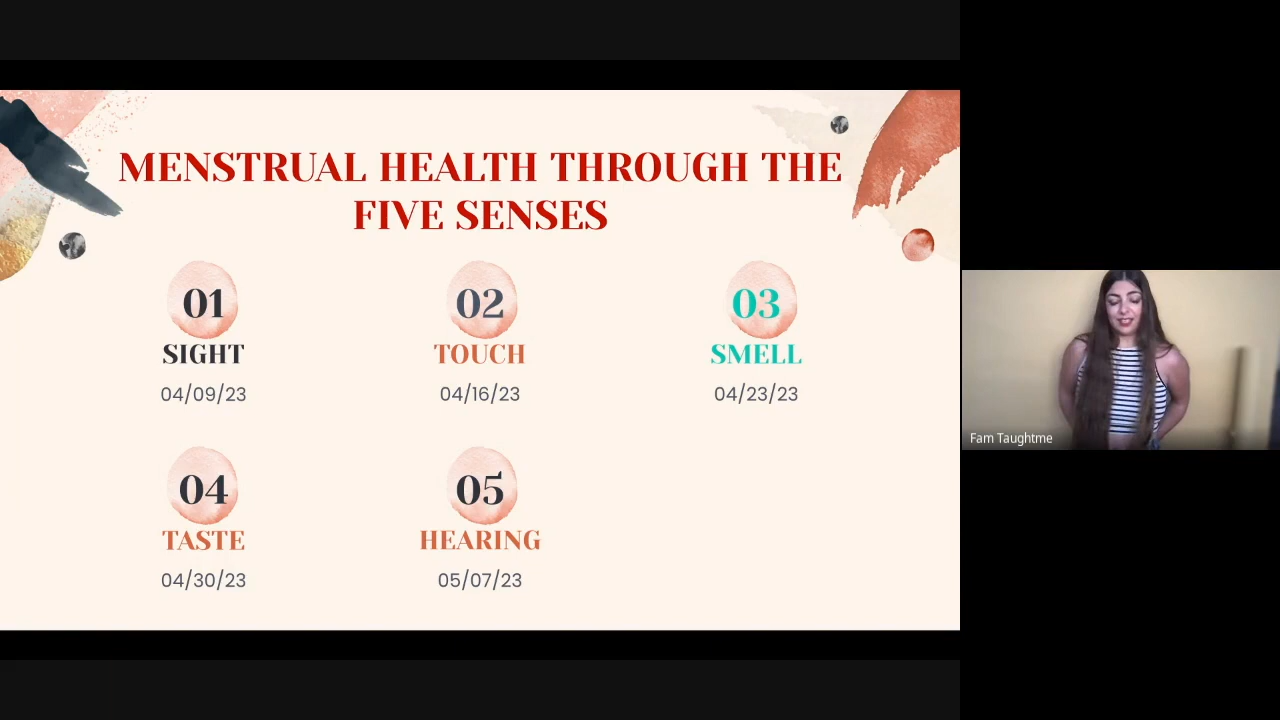 MENSTRUAL HEALTH THROUGH THE
FIVE SENSES
01
SIGHT
04/09/23
02
TOUCH
04/16/23
03
SMELL
04/23/23
04
TASTE
04/30/23
05
HEARING
05/07/23
Fam Taughtme